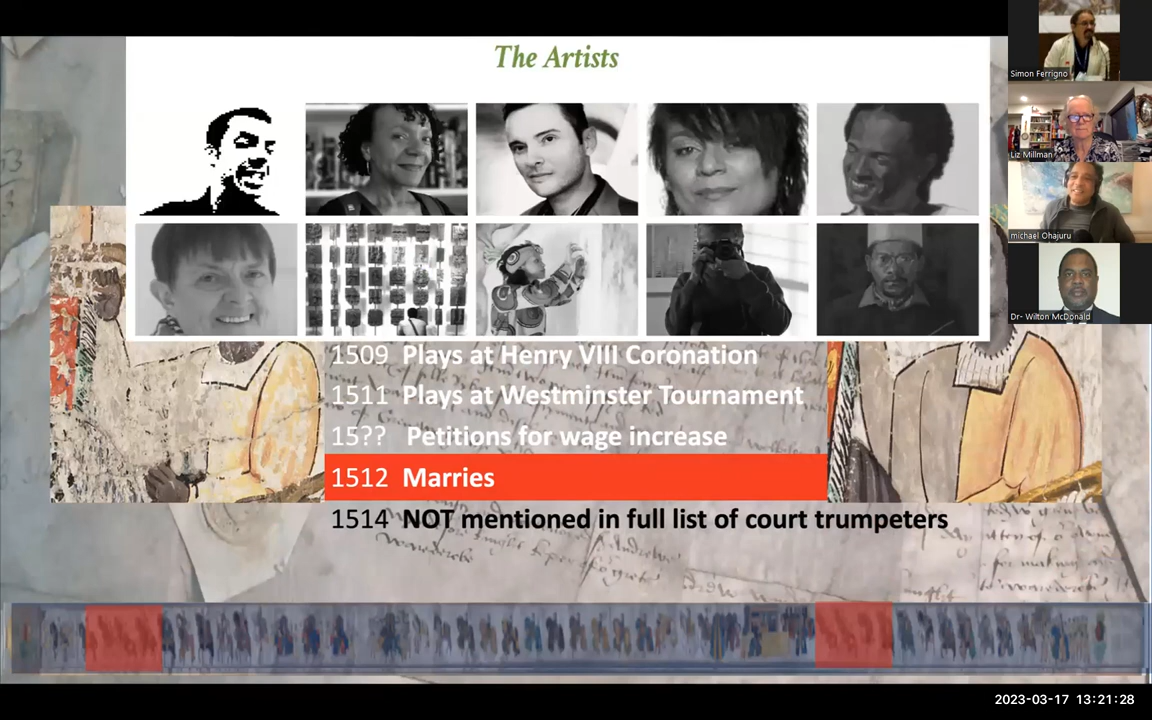 The Artists
1509 Plays at Henry VIII Coronation
1511 Plays at Westminster Tournament
15?? Petitions for wage increase
1512 Marries
1514 NOT mentioned in full list of court trumpeters
Simon Ferrigno
Liz Millman
michael Ohajuru
Dr- Wilton McDonald
2023-03-17 13:21:28